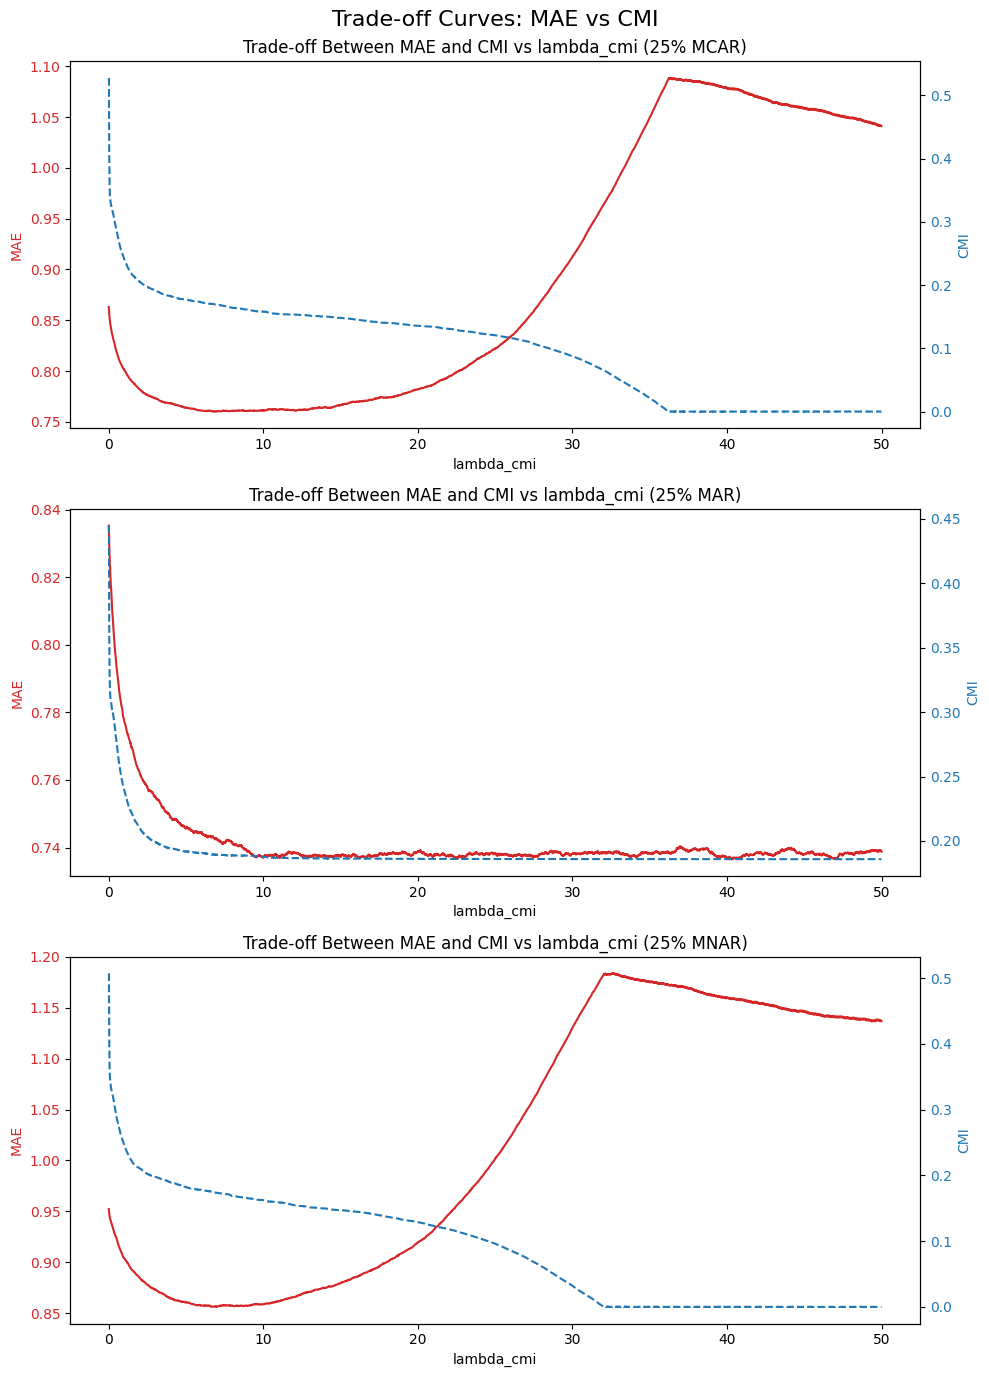 Trade-off Curves: MAE vs CMI
Trade-off Between MAE and CMI vs lambda_cmi (25% MCAR)
1.10
1.05
1.00
0.95
0.90
0.85
0.80
0.75
MAE
0.5
0.4
0.3
0.2
0.1
0.0
CMI
0 10 20 30 40 50
lambda_cmi
Trade-off Between MAE and CMI vs lambda_cmi (25% MAR)
0.84
0.82
0.80
0.78
0.76
0.74
MAE
0.45
0.40
0.35
0.30
0.25
0.20
CMI
0 10 20 30 40 50
lambda_cmi
Trade-off Between MAE and CMI vs lambda_cmi (25% MNAR)
1.20
1.15
1.10
1.05
1.00
0.95
0.90
0.85
MAE
0.5
0.4
0.3
0.2
0.1
0.0
CMI
0 10 20 30 40 50
lambda_cmi